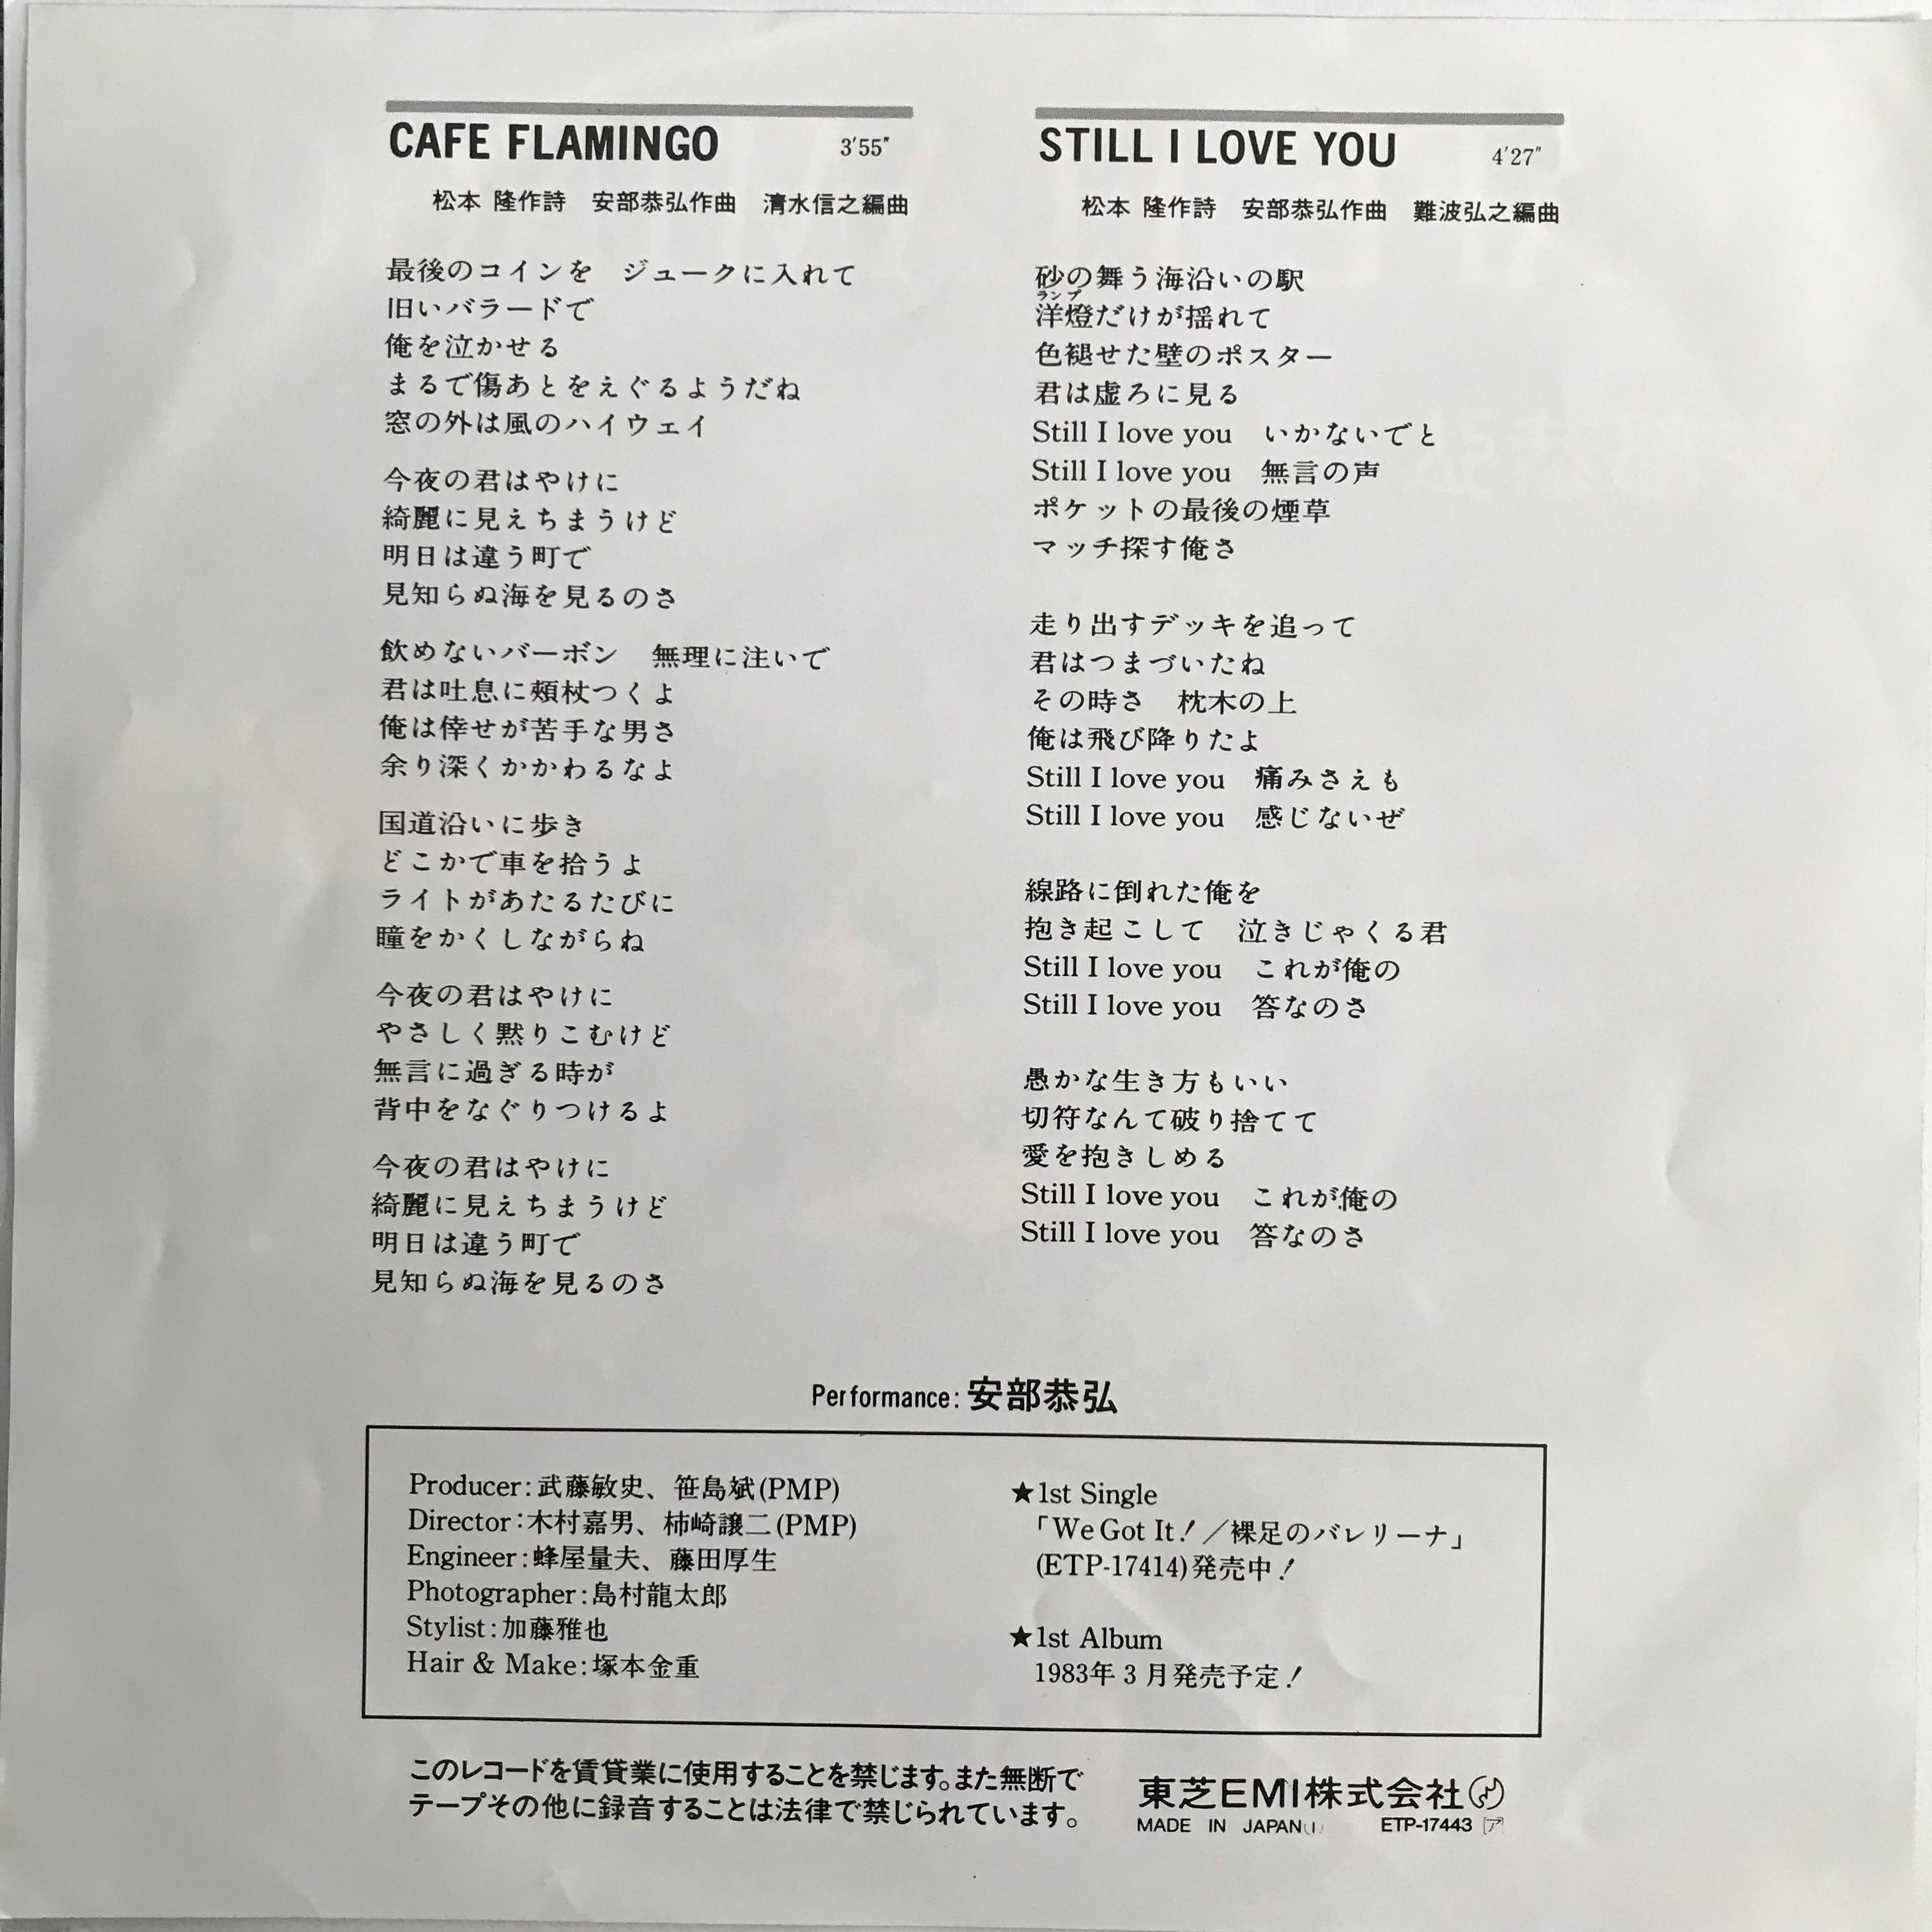 CAFE FLAMINGO 3′55″
松本 隆作詩 安部恭弘作曲 清水信之編曲
最後のコインを ジュークに入れて
旧いバラードで
俺を泣かせる
まるで傷あとをえぐるようだね
窓の外は風のハイウェイ
今夜の君はやけに
綺麗に見えちまうけど
明日は違う町で
見知らぬ海を見るのさ
飲めないバーボン 無理に注いで
君は吐息に頬杖つくよ
俺は倖せが苦手な男さ
余り深くかかわるなよ
国道沿いに歩き
どこかで車を拾うよ
ライトがあたるたびに
瞳をかくしながらね
今夜の君はやけに
やさしく黙りこむけど
無言に過ぎる時が
背中をなぐりつけるよ
今夜の君はやけに
綺麗に見えちまうけど
明日は違う町で
見知らぬ海を見るのさ
STILL I LOVE YOU 4′27″
松本 隆作詩 安部恭弘作曲 難波弘之編曲
砂の舞う海沿いの駅
ランプ
洋燈だけが揺れて
色褪せた壁のポスター
君は虚ろに見る
Still I love you いかないでと
Still I love you 無言の声
ポケットの最後の煙草
マッチ探す俺さ
走り出すデッキを追って
君はつまづいたね
その時さ 枕木の上
俺は飛び降りたよ
Still I love you 痛みさえも
Still I love you 感じないぜ
線路に倒れた俺を
抱き起こして 泣きじゃくる君
Still I love you これが俺の
Still I love you 答なのさ
愚かな生き方もいい
切符なんて破り捨てて
愛を抱きしめる
Still I love you これが俺の
Still I love you 答なのさ
Performance: 安部恭弘
Producer:武藤敏史、笹島斌(PMP)
Director:木村嘉男、柿崎譲二(PMP)
Engineer:蜂屋量夫、藤田厚生
Photographer:島村龍太郎
Stylist:加藤雅也
Hair & Make:塚本金重
★1st Single
「We Got It!／裸足のバレリーナ」
(ETP-17414)発売中!
★1st Album
1983年3月発売予定!
このレコードを賃貸業に使用することを禁じます。また無断で
テープその他に録音することは法律で禁じられています。
東芝EMI株式会社
MADE IN JAPAN(I) ETP-17443 [ア]